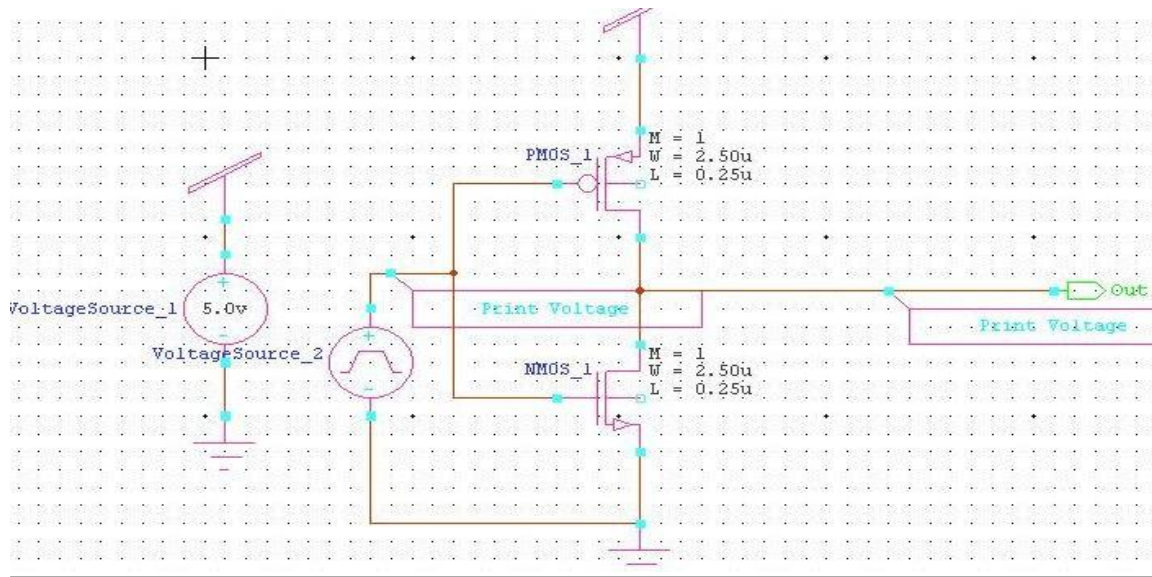 M = 1
PMOS_1
W = 2.50u
L = 0.25u
VoltageSource_1
5.0v
Print Voltage
Out
Print Voltage
VoltageSource_2
M = 1
NMOS_1
W = 2.50u
L = 0.25u